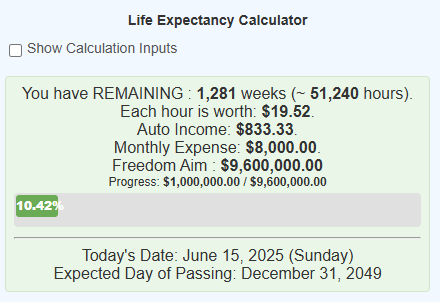 Life Expectancy Calculator
Show Calculation Inputs
You have REMAINING : 1,281 weeks (~ 51,240 hours).
Each hour is worth: $19.52.
Auto Income: $833.33.
Monthly Expense: $8,000.00.
Freedom Aim : $9,600,000.00
Progress: $1,000,000.00 / $9,600,000.00
10.42%
Today's Date: June 15, 2025 (Sunday)
Expected Day of Passing: December 31, 2049